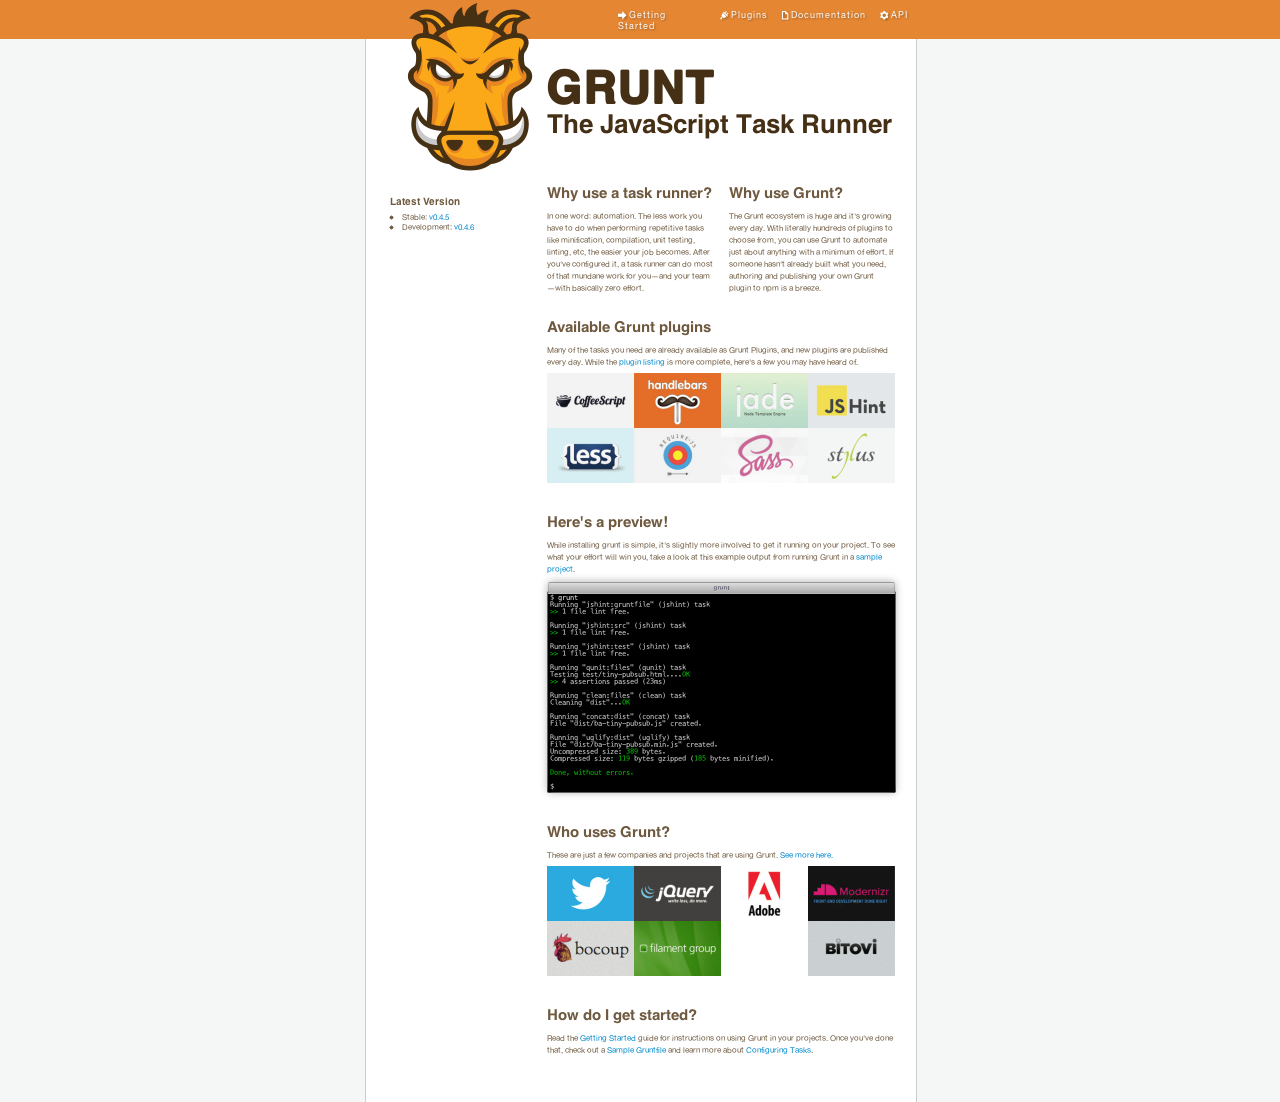 Getting
Started
Plugins
Documentation
API
GRUNT
The JavaScript Task Runner
Latest Version
Stable: v0.4.5
Development: v0.4.6
Why use a task runner?
In one word: automation. The less work you
have to do when performing repetitive tasks
like minification, compilation, unit testing,
linting, etc, the easier your job becomes. After
you've configured it, a task runner can do most
of that mundane work for you—and your team
—with basically zero effort.
Why use Grunt?
The Grunt ecosystem is huge and it's growing
every day. With literally hundreds of plugins to
choose from, you can use Grunt to automate
just about anything with a minimum of effort. If
someone hasn't already built what you need,
authoring and publishing your own Grunt
plugin to npm is a breeze.
Available Grunt plugins
Many of the tasks you need are already available as Grunt Plugins, and new plugins are published
every day. While the plugin listing is more complete, here's a few you may have heard of.
CoffeeScript
handlebars
jade
Node Template Engine
JS Hint
{less}
REQUIRE.JS
Sass
stylus
Here's a preview!
While installing grunt is simple, it's slightly more involved to get it running on your project. To see
what your effort will win you, take a look at this example output from running Grunt in a sample
project.
grunt
$ grunt
Running "jshint:gruntfile" (jshint) task
>> 1 file lint free.
Running "jshint:src" (jshint) task
>> 1 file lint free.
Running "jshint:test" (jshint) task
>> 1 file lint free.
Running "qunit:files" (qunit) task
Testing test/tiny-pubsub.html....OK
>> 4 assertions passed (23ms)
Running "clean:files" (clean) task
Cleaning "dist"...OK
Running "concat:dist" (concat) task
File "dist/ba-tiny-pubsub.js" created.
Running "uglify:dist" (uglify) task
File "dist/ba-tiny-pubsub.min.js" created.
Uncompressed size: 389 bytes.
Compressed size: 119 bytes gzipped (185 bytes minified).
Done, without errors.
$
Who uses Grunt?
These are just a few companies and projects that are using Grunt. See more here.
jQuery
write less, do more.
Adobe
Modernizr
FRONT-END DEVELOPMENT DONE RIGHT
bocoup
filament group
BiTOVi
How do I get started?
Read the Getting Started guide for instructions on using Grunt in your projects. Once you've done
that, check out a Sample Gruntfile and learn more about Configuring Tasks.